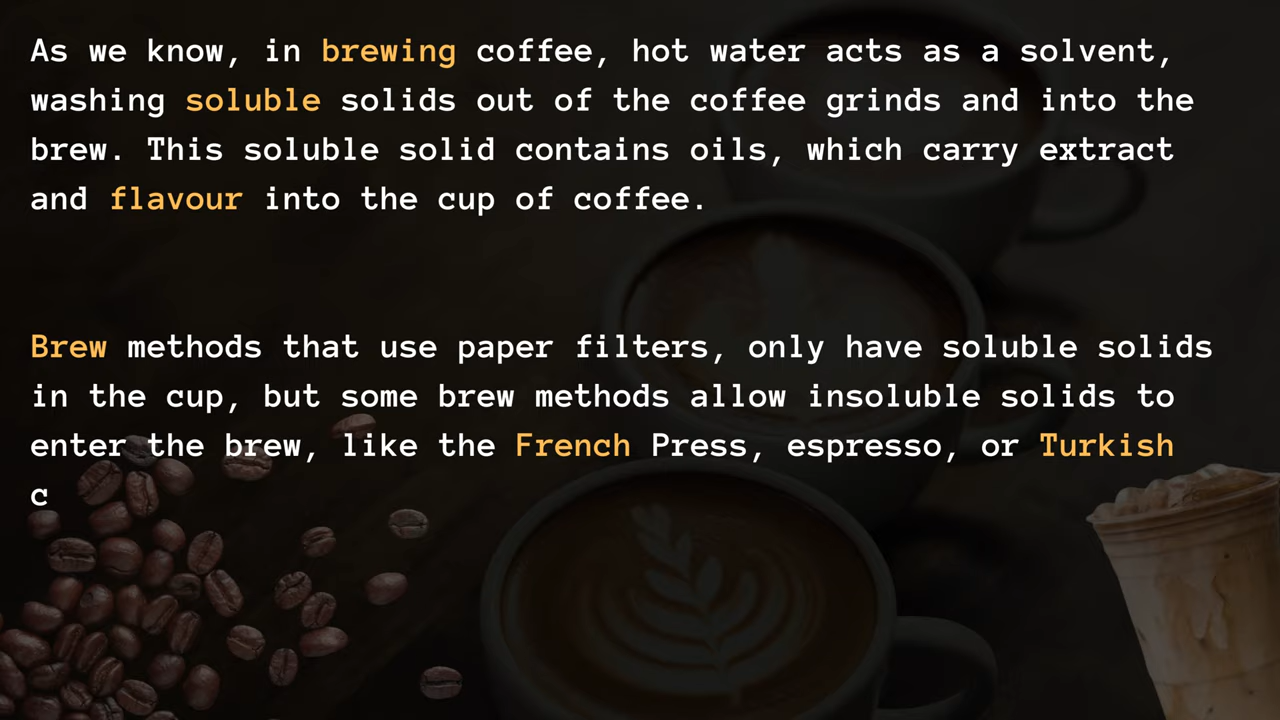 As we know, in brewing coffee, hot water acts as a solvent,
washing soluble solids out of the coffee grinds and into the
brew. This soluble solid contains oils, which carry extract
and flavour into the cup of coffee.
Brew methods that use paper filters, only have soluble solids
in the cup, but some brew methods allow insoluble solids to
enter the brew, like the French Press, espresso, or Turkish
c